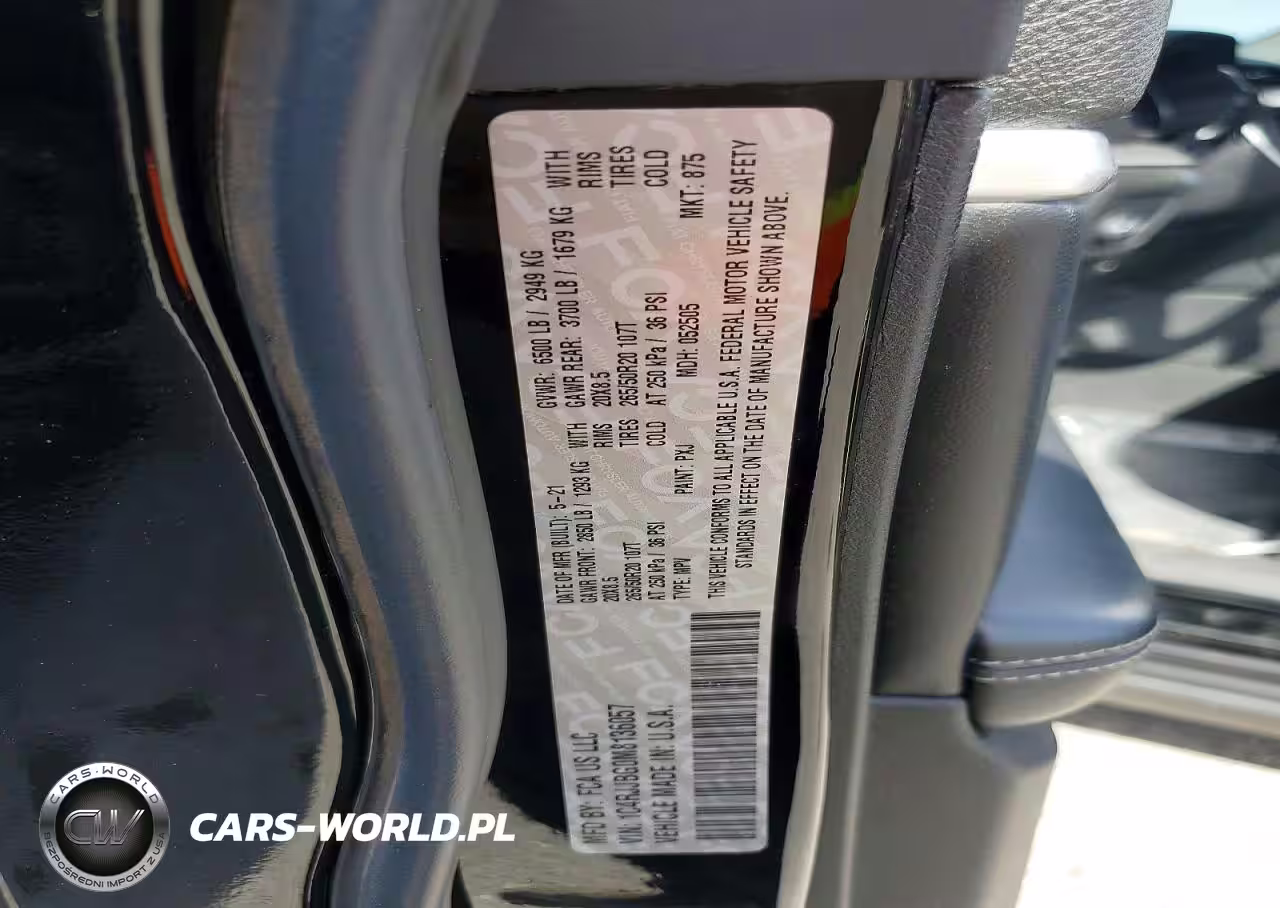 MFD BY: FCA US LLC
DATE OF MFR (BUILT): 5-21
GVWR: 6500 LB / 2949 KG
VIN: 1C4RJJBG0M8136057
GAWR FRONT: 2850 LB / 1293 KG WITH
GAWR REAR: 3700 LB / 1679 KG WITH
20X8.5 RIMS
20X8.5 RIMS
265/50R20 107T TIRES
265/50R20 107T TIRES
AT 250 kPa / 36 PSI COLD
AT 250 kPa / 36 PSI COLD
VEHICLE MADE IN: U.S.A.
TYPE: MPV
PAINT: PXJ
MDH: 052505
MKT: 875
THIS VEHICLE CONFORMS TO ALL APPLICABLE U.S.A. FEDERAL MOTOR VEHICLE SAFETY
STANDARDS IN EFFECT ON THE DATE OF MANUFACTURE SHOWN ABOVE.
CARS-WORLD
CW
BEZPOŚREDNI IMPORT Z USA
CARS-WORLD.PL